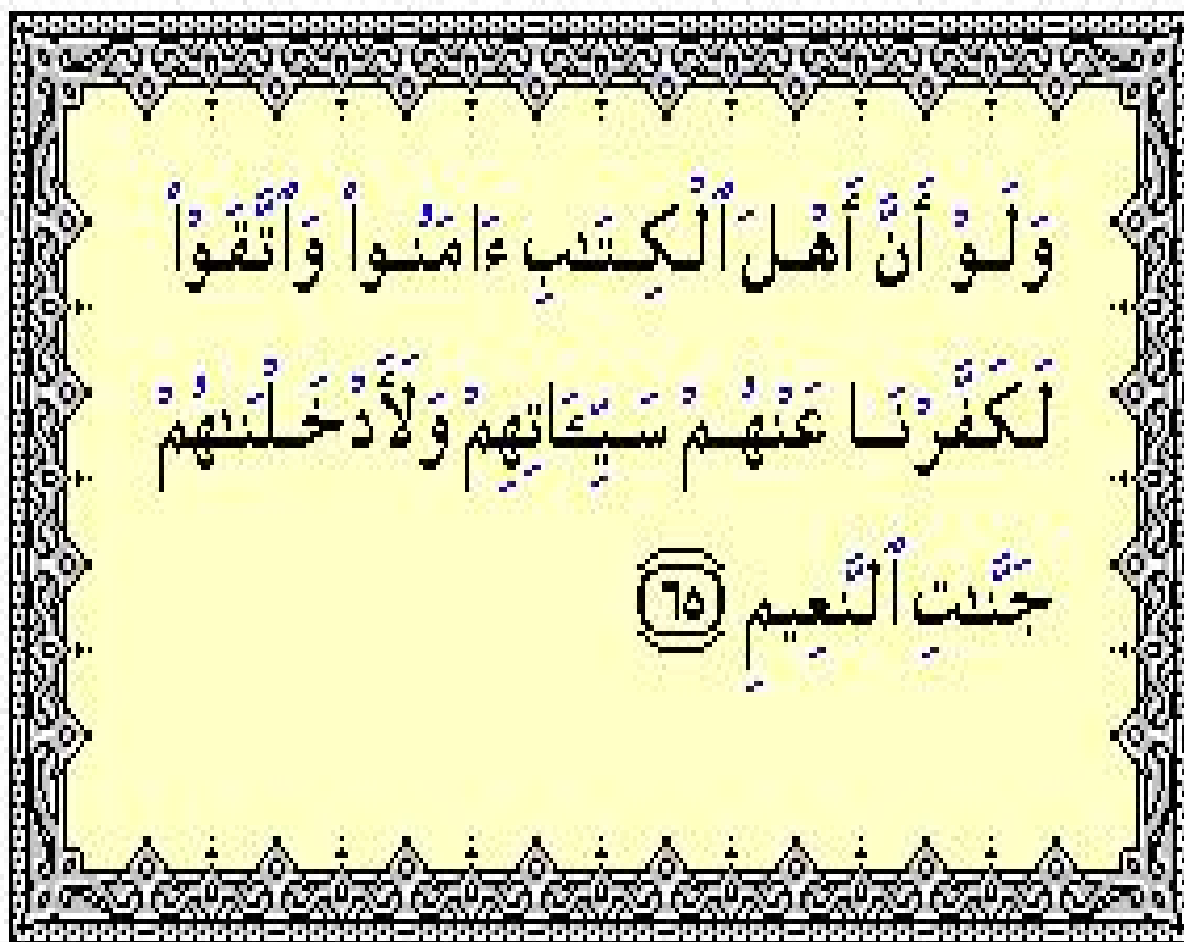 وَلَوْ أَنَّ أَهْلَ ٱلْكِتَـٰبِ ءَامَنُوا۟ وَٱتَّقَوْا۟
لَكَفَّرْنَا عَنْهُمْ سَيِّـَٔاتِهِمْ وَلَأَدْخَلْنَـٰهُمْ
جَنَّـٰتِ ٱلنَّعِيمِ ٦٥